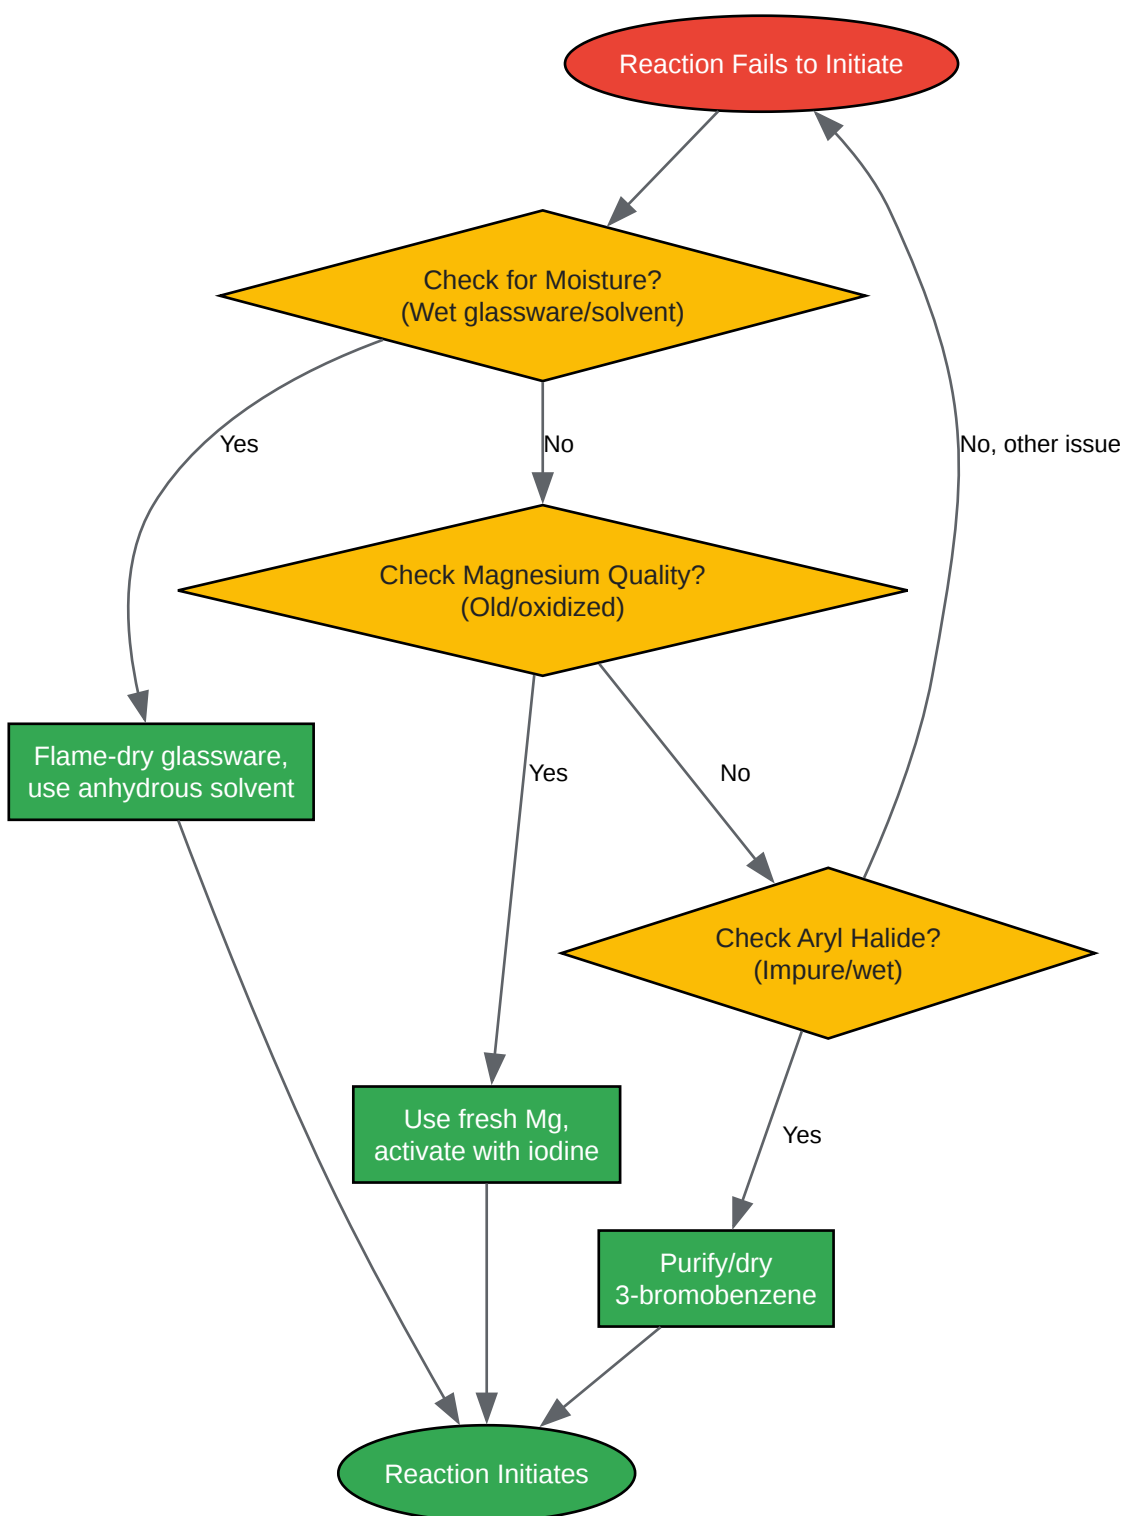 Reaction Fails to Initiate
Check for Moisture?
(Wet glassware/solvent)
Yes
No
No, other issue
Check Magnesium Quality?
(Old/oxidized)
Flame-dry glassware,
use anhydrous solvent
Yes
No
Check Aryl Halide?
(Impure/wet)
Use fresh Mg,
activate with iodine
Yes
Purify/dry
3-bromobenzene
Reaction Initiates